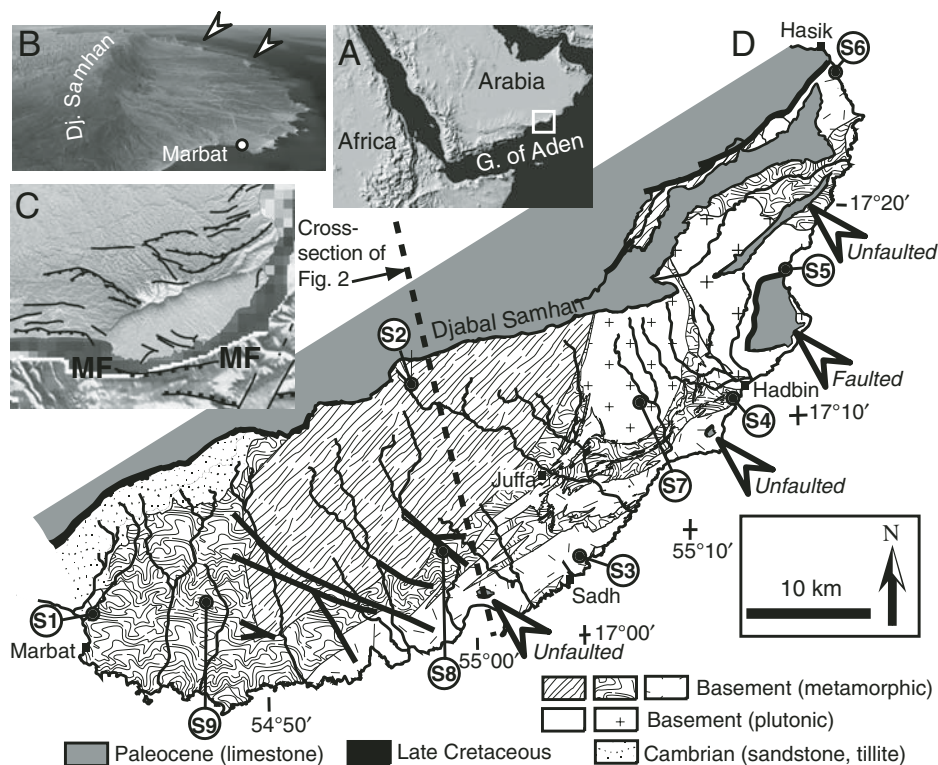 B
Dj. Samhan
Marbat
A
Arabia
Africa
G. of Aden
D
Hasik
S6
C
MF
MF
Cross-
section of
Fig. 2
17°20′
Unfaulted
S5
Djabal Samhan
S2
Faulted
Hadbin
S4
17°10′
Juffa
S7
Unfaulted
55°10′
N
10 km
S3
Sadh
S1
Marbat
17°00′
Unfaulted
S8
55°00′
S9
54°50′
Basement (metamorphic)
Basement (plutonic)
Paleocene (limestone)
Late Cretaceous
Cambrian (sandstone, tillite)